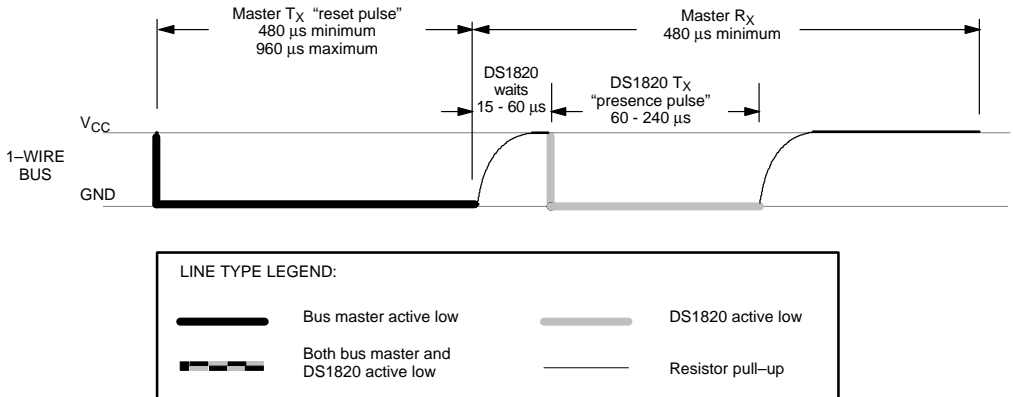 Master TX “reset pulse”
480 μs minimum
960 μs maximum
Master RX
480 μs minimum
DS1820
waits
15 - 60 μs
DS1820 TX
“presence pulse”
60 - 240 μs
VCC
1–WIRE
BUS
GND
LINE TYPE LEGEND:
Bus master active low
DS1820 active low
Both bus master and
DS1820 active low
Resistor pull–up